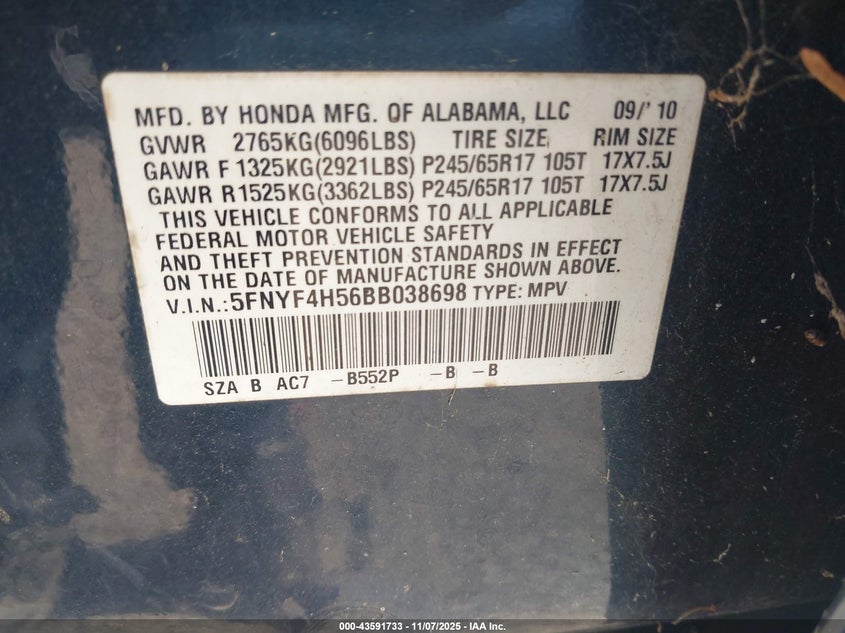 MFD. BY HONDA MFG. OF ALABAMA, LLC 09/' 10
GVWR 2765KG(6096LBS) TIRE SIZE RIM SIZE
GAWR F 1325KG(2921LBS) P245/65R17 105T 17X7.5J
GAWR R1525KG(3362LBS) P245/65R17 105T 17X7.5J
THIS VEHICLE CONFORMS TO ALL APPLICABLE
FEDERAL MOTOR VEHICLE SAFETY
AND THEFT PREVENTION STANDARDS IN EFFECT
ON THE DATE OF MANUFACTURE SHOWN ABOVE.
V.I.N.:5FNYF4H56BB038698 TYPE: MPV
SZA B AC7 -B552P -B -B
000-43591733 - 11/07/2025 - IAA Inc.